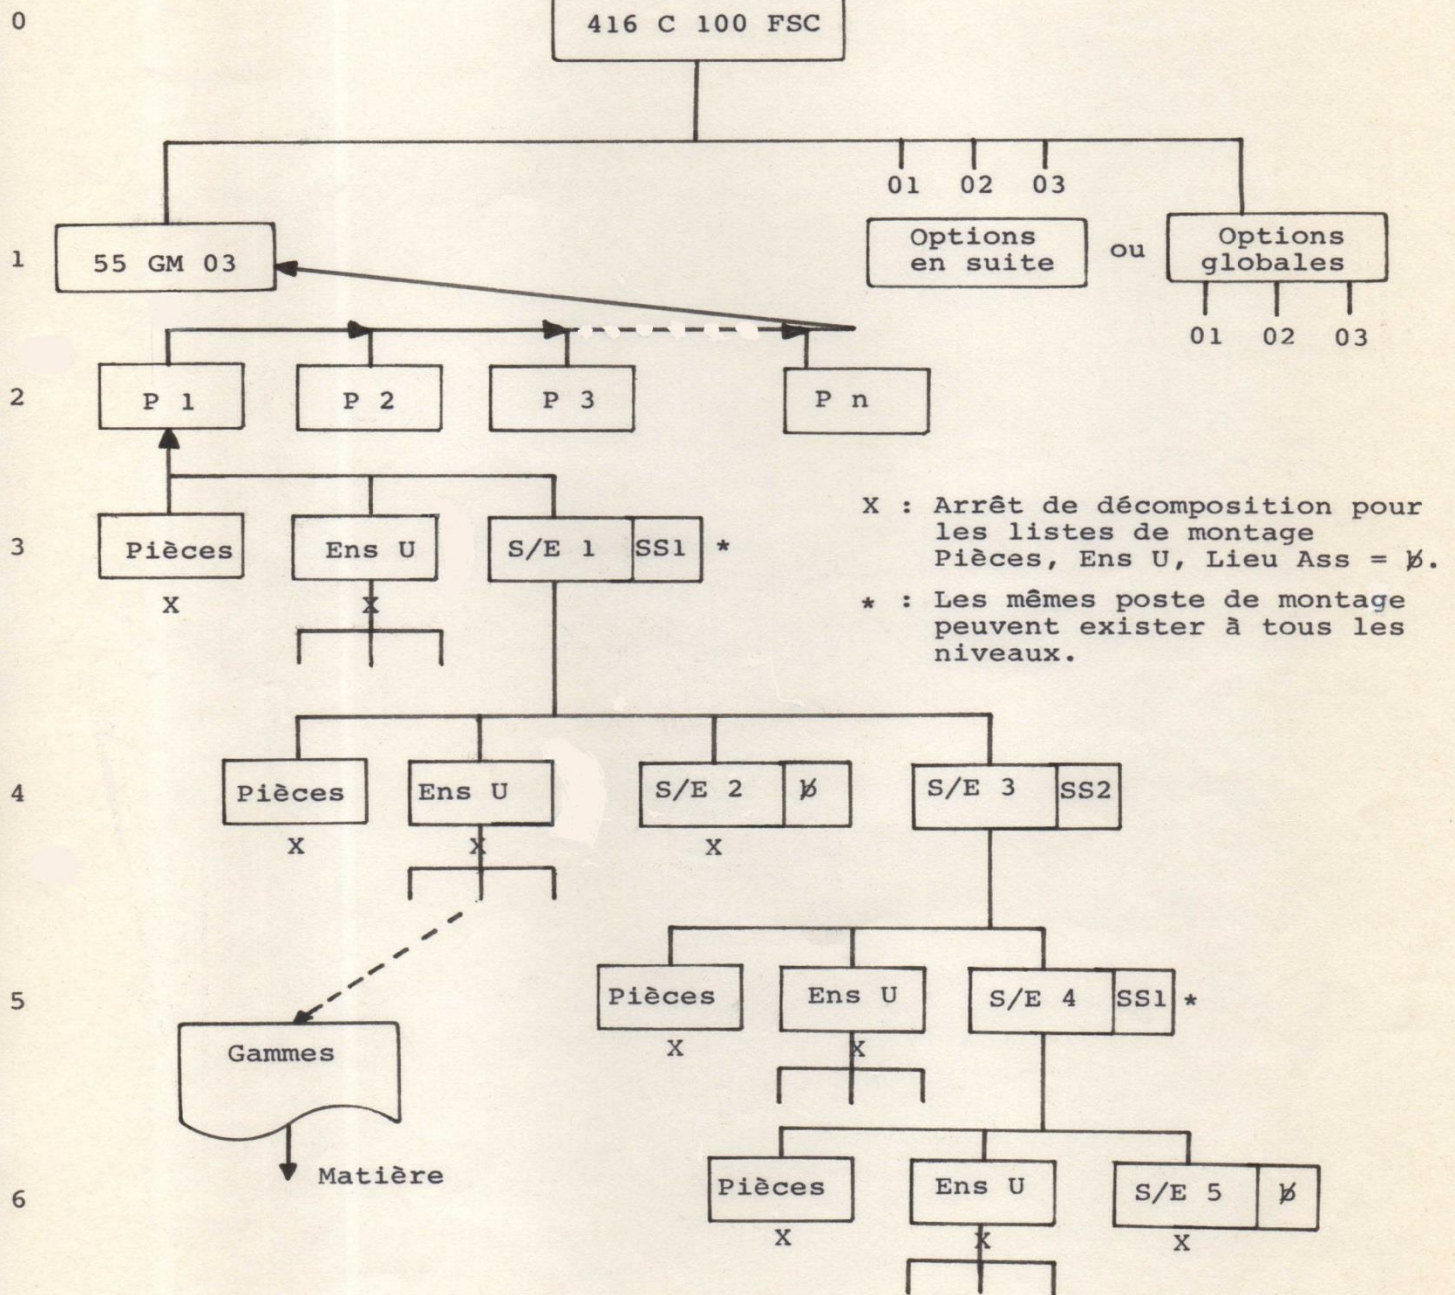 0
416 C 100 FSC
01 02 03
1
55 GM 03
Options
en suite
ou
Options
globales
01 02 03
2
P 1
P 2
P 3
P n
X : Arrêt de décomposition pour
les listes de montage
Pièces, Ens U, Lieu Ass = ƀ.
* : Les mêmes poste de montage
peuvent exister à tous les
niveaux.
3
Pièces
Ens U
S/E 1
SS1
*
X
X
4
Pièces
Ens U
S/E 2
ƀ
S/E 3
SS2
X
X
X
5
Pièces
Ens U
S/E 4
SS1
*
X
X
Gammes
Matière
6
Pièces
Ens U
S/E 5
ƀ
X
X
X